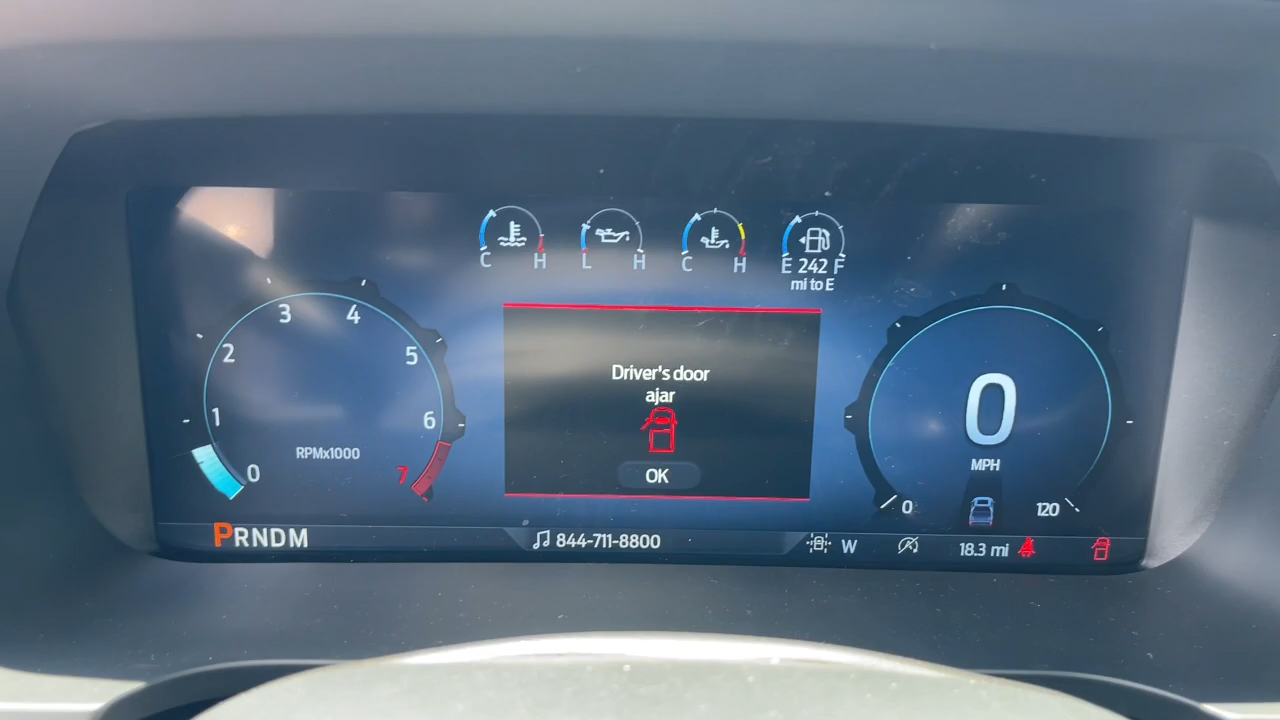 C H
L H
C H
E 242 F
mi to E
0
1
2
3
4
5
6
7
RPMx1000
Driver's door
ajar
OK
0
MPH
0
120
PRNDM
844-711-8800
W
18.3 mi